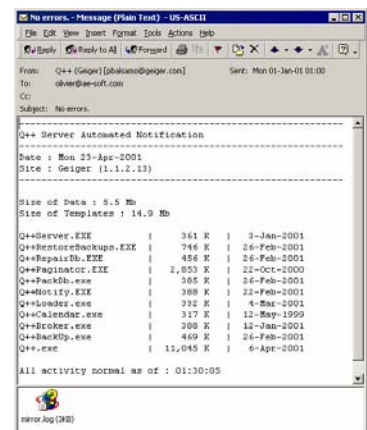 No errors. - Message (Plain Text) - US-ASCII
File Edit View Insert Format Tools Actions Help
Reply Reply to All Forward
From: Q++ (Geiger) [pbalsamo@geiger.com] Sent: Mon 01-Jan-01 01:00
To: olivier@ae-soft.com
Cc:
Subject: No errors.
Q++ Server Automated Notification
Date : Mon 23-Apr-2001
Site : Geiger (1.1.2.13)
Size of Data : 5.5 Mb
Size of Templates : 14.9 Mb
Q++Server.EXE | 361 K | 3-Jan-2001
Q++RestoreBackups.EXE | 746 K | 26-Feb-2001
Q++RepairDb.EXE | 456 K | 26-Feb-2001
Q++Paginator.EXE | 2,853 K | 22-Oct-2000
Q++PackDb.exe | 385 K | 26-Feb-2001
Q++Notify.EXE | 388 K | 22-Feb-2001
Q++Loader.exe | 332 K | 4-Mar-2001
Q++Calendar.exe | 317 K | 12-May-1999
Q++Broker.exe | 308 K | 12-Jan-2001
Q++BackUp.exe | 469 K | 26-Feb-2001
Q++.exe | 11,045 K | 6-Apr-2001
All activity normal as of : 01:30:05
mirror.log (2KB)